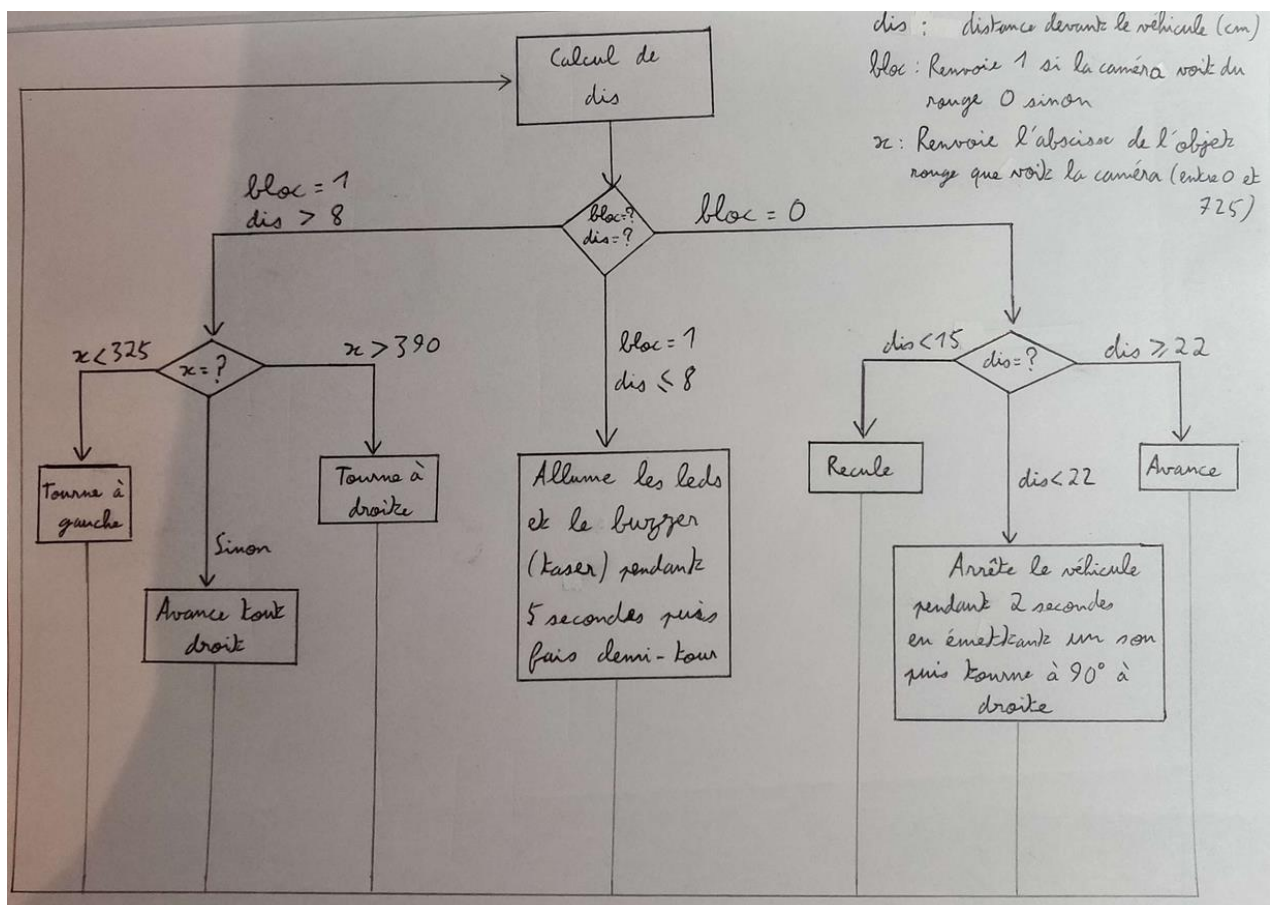 dis : distance devant le véhicule (cm)
bloc : Renvoie 1 si la caméra voit du
rouge 0 sinon
x : Renvoie l'abscisse de l'objet
rouge que voit la caméra (entre 0 et
725)
Calcul de
dis
bloc=?
dis=?
bloc = 1
dis > 8
bloc = 0
bloc = 1
dis ⩽ 8
x=?
x<325
x > 390
Sinon
Tourne à
gauche
Avance tout
droit
Tourne à
droite
Allume les leds
et le buzzer
(taser) pendant
5 secondes puis
fais demi-tour
dis=?
dis<15
dis ⩾ 22
dis<22
Recule
Avance
Arrête le véhicule
pendant 2 secondes
en émettant un son
puis tourne à 90° à
droite